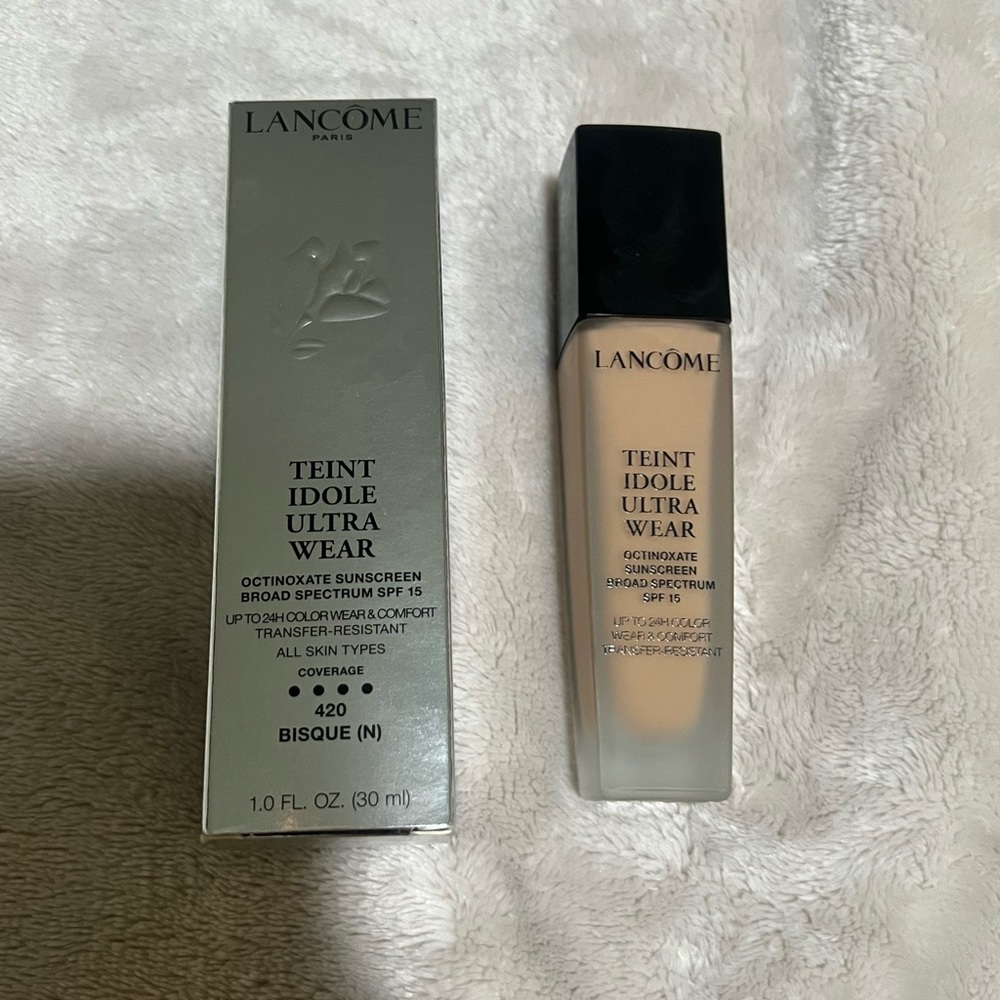 LANCÔME
PARIS
TEINT
IDOLE
ULTRA
WEAR
OCTINOXATE SUNSCREEN
BROAD SPECTRUM SPF 15
UP TO 24H COLOR WEAR & COMFORT
TRANSFER-RESISTANT
ALL SKIN TYPES
COVERAGE
420
BISQUE (N)
1.0 FL. OZ. (30 ml)
LANCÔME
TEINT
IDOLE
ULTRA
WEAR
OCTINOXATE
SUNSCREEN
BROAD SPECTRUM
SPF 15
UP TO 24H COLOR
WEAR & COMFORT
TRANSFER-RESISTANT